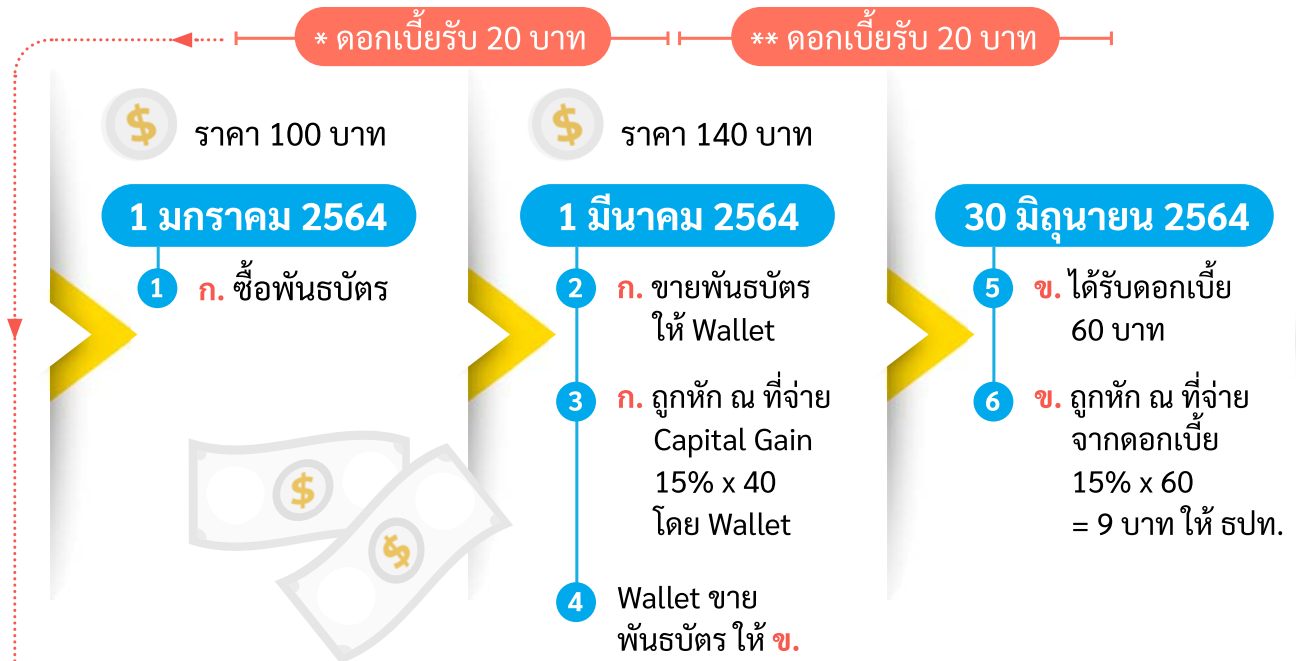 * ดอกเบี้ยรับ 20 บาท
** ดอกเบี้ยรับ 20 บาท
$ ราคา 100 บาท
1 มกราคม 2564
1 ก. ซื้อพันธบัตร
$
$
$ ราคา 140 บาท
1 มีนาคม 2564
2 ก. ขายพันธบัตร
ให้ Wallet
3 ก. ถูกหัก ณ ที่จ่าย
Capital Gain
15% x 40
โดย Wallet
4 Wallet ขาย
พันธบัตร ให้ ข.
30 มิถุนายน 2564
5 ข. ได้รับดอกเบี้ย
60 บาท
6 ข. ถูกหัก ณ ที่จ่าย
จากดอกเบี้ย
15% x 60
= 9 บาท ให้ ธปท.